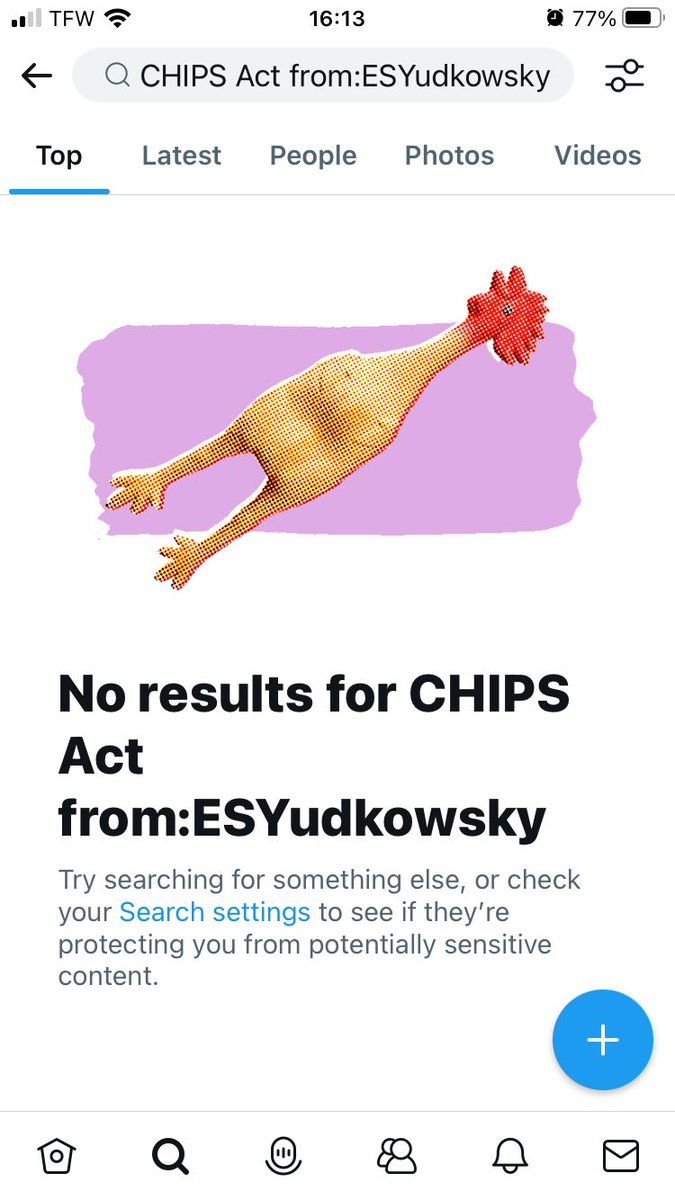 TFW 16:13 77%
CHIPS Act from:ESYudkowsky
Top Latest People Photos Videos
No results for CHIPS
Act
from:ESYudkowsky
Try searching for something else, or check
your Search settings to see if they’re
protecting you from potentially sensitive
content.